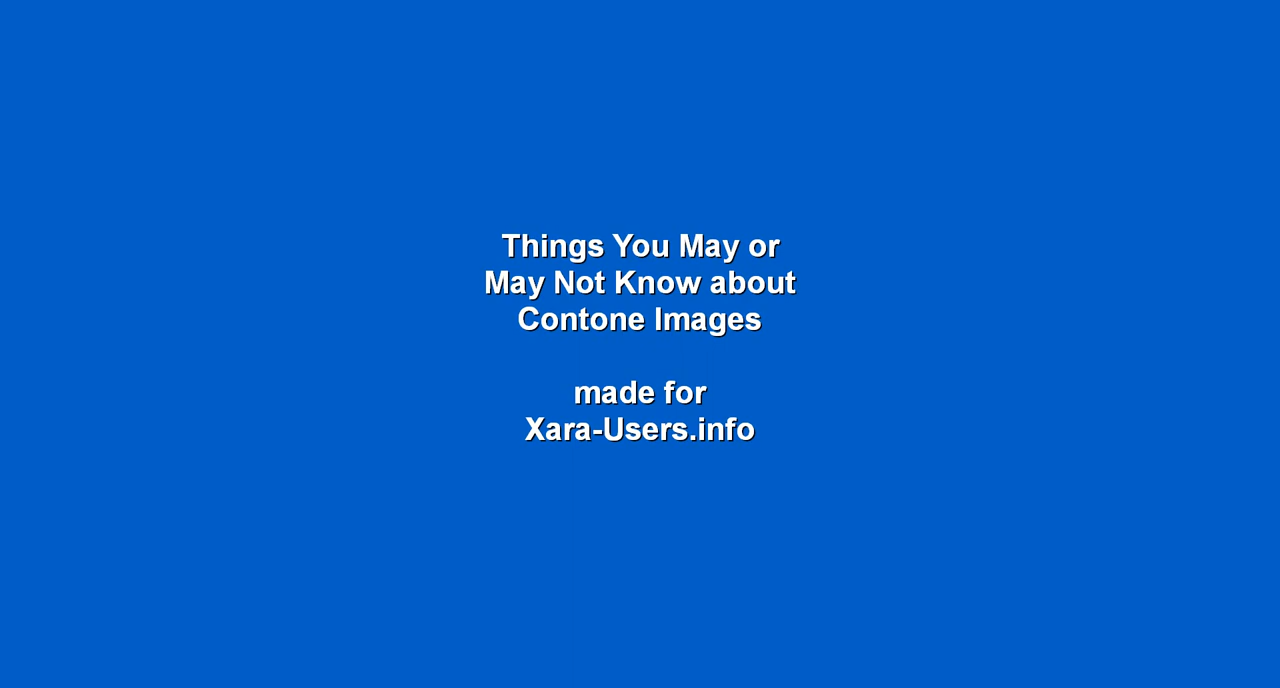 Things You May or
May Not Know about
Contone Images
made for
Xara-Users.info